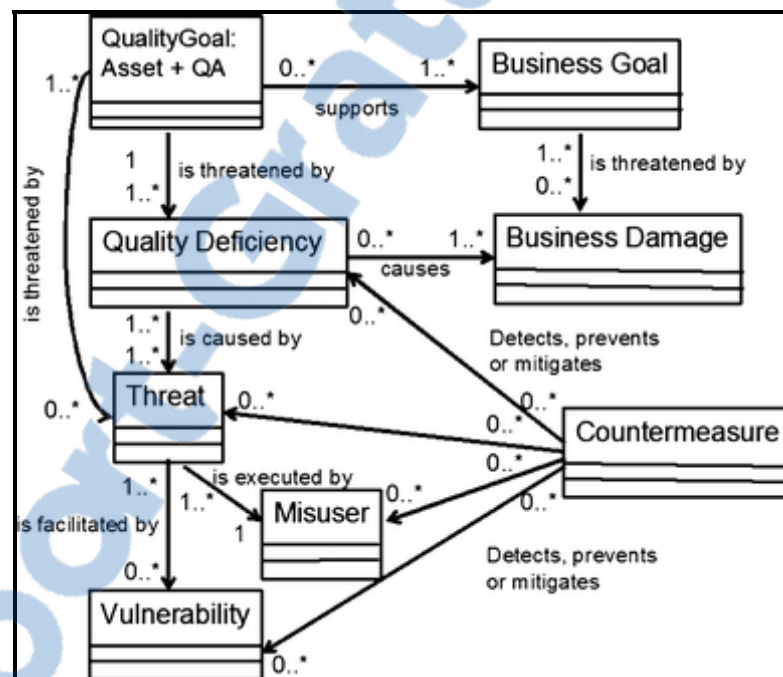 QualityGoal:
Asset + QA
1..*
0..*
1..*
supports
Business Goal
1
is threatened by
1..*
1..*
is threatened by
0..*
is threatened by
Quality Deficiency
0..*
1..*
causes
Business Damage
1..*
is caused by
1..*
0..*
Detects, prevents
or mitigates
Threat
0..*
0..*
0..*
0..*
Countermeasure
is executed by
1..*
1..*
0..*
0..*
0..*
is facilitated by
1
Misuser
Detects, prevents
or mitigates
0..*
Vulnerability
0..*